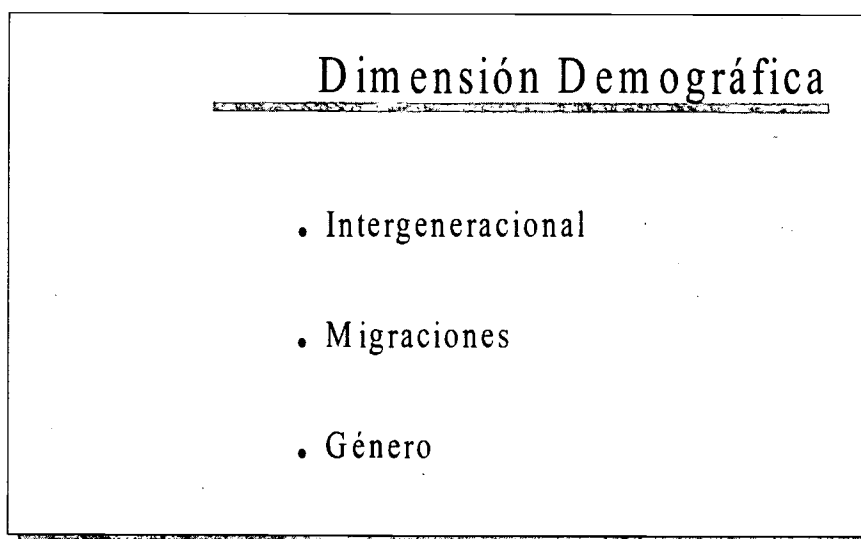 Dimensión Demográfica
• Intergeneracional
• Migraciones
• Género